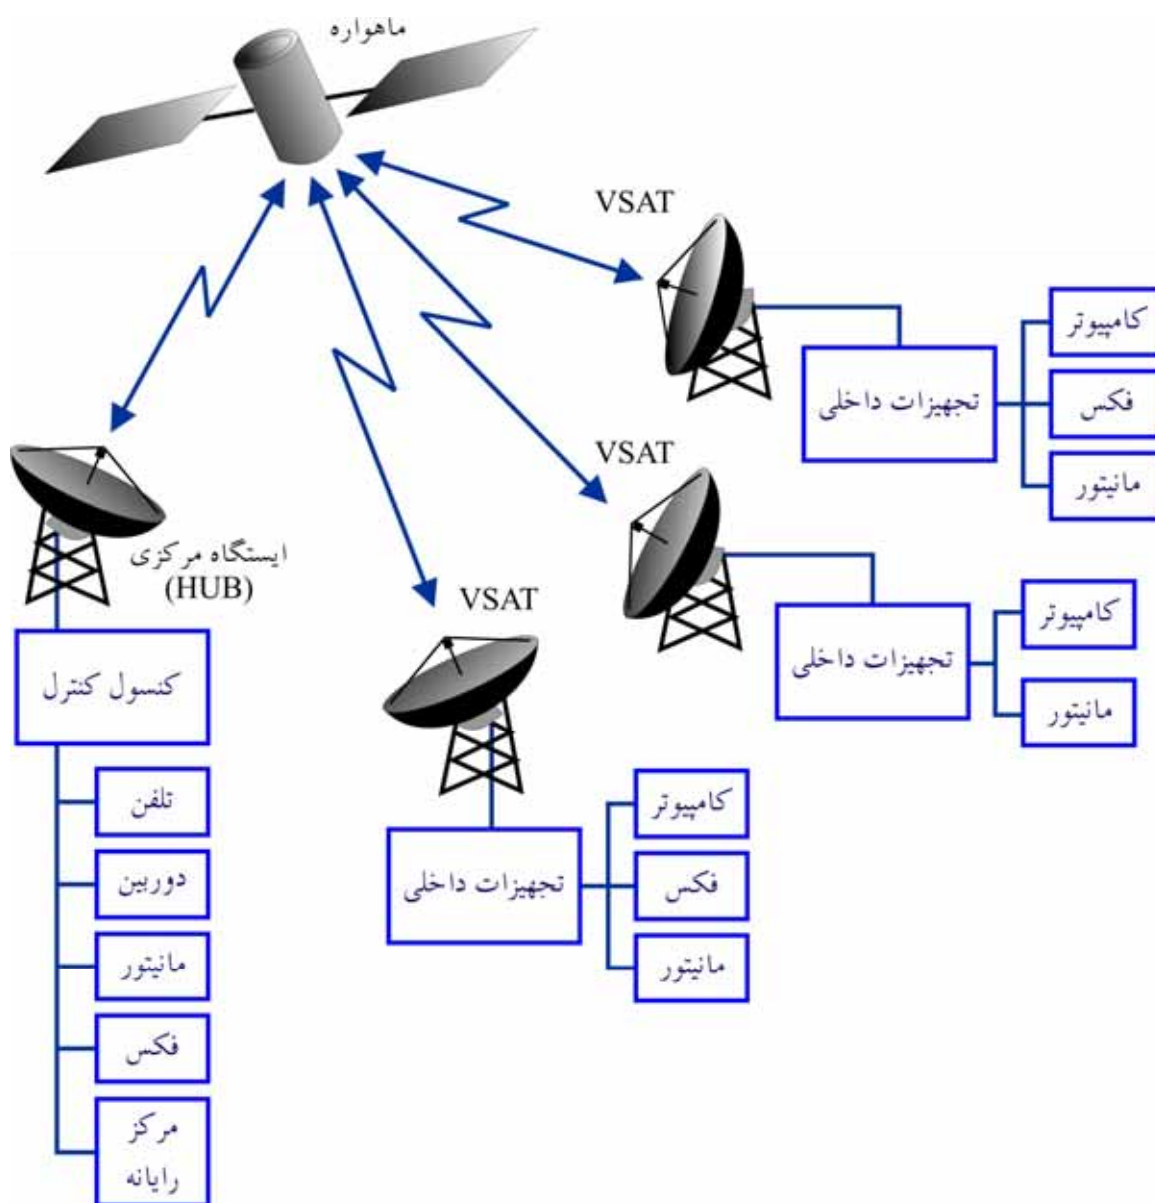 ماهواره
VSAT
کامپیوتر
تجهیزات داخلی
فکس
مانیتور
VSAT
ایستگاه مرکزی
(HUB)
کامپیوتر
تجهیزات داخلی
مانیتور
VSAT
کنسول کنترل
کامپیوتر
تجهیزات داخلی
فکس
مانیتور
تلفن
دوربین
مانیتور
فکس
مرکز
رایانه